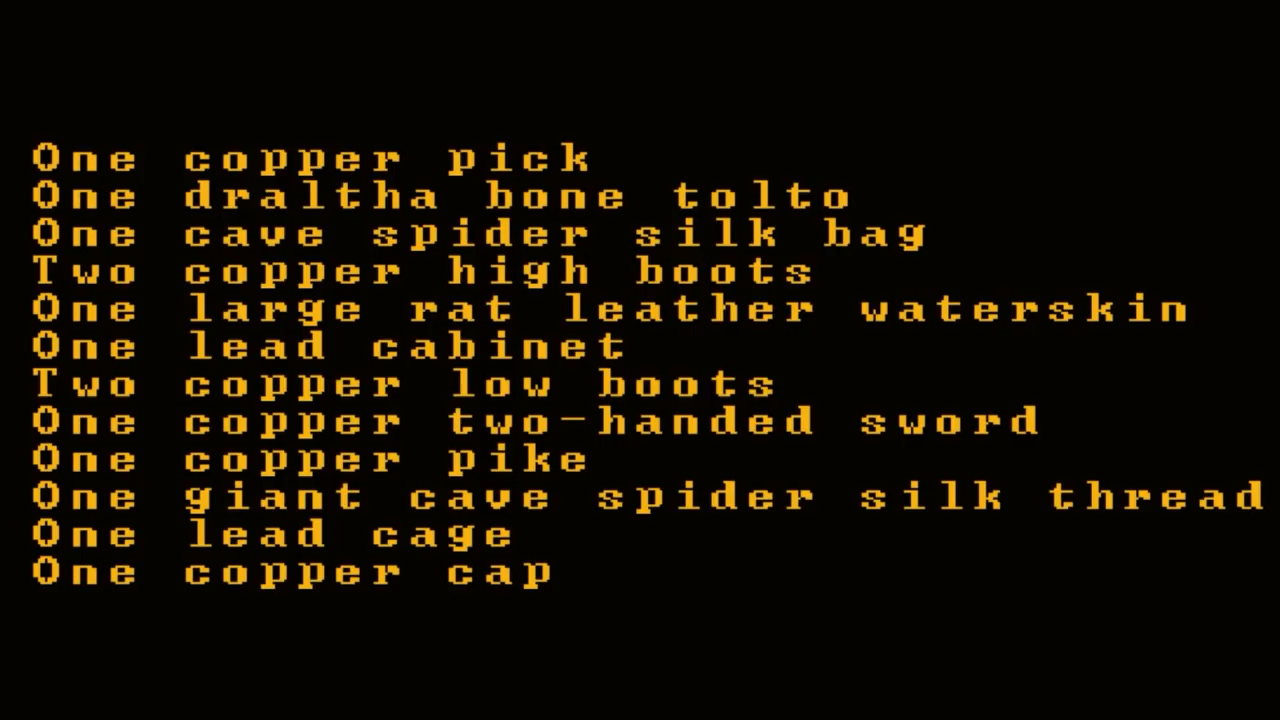 One copper pick
One draltha bone tolto
One cave spider silk bag
Two copper high boots
One large rat leather waterskin
One lead cabinet
Two copper low boots
One copper two-handed sword
One copper pike
One giant cave spider silk thread
One lead cage
One copper cap